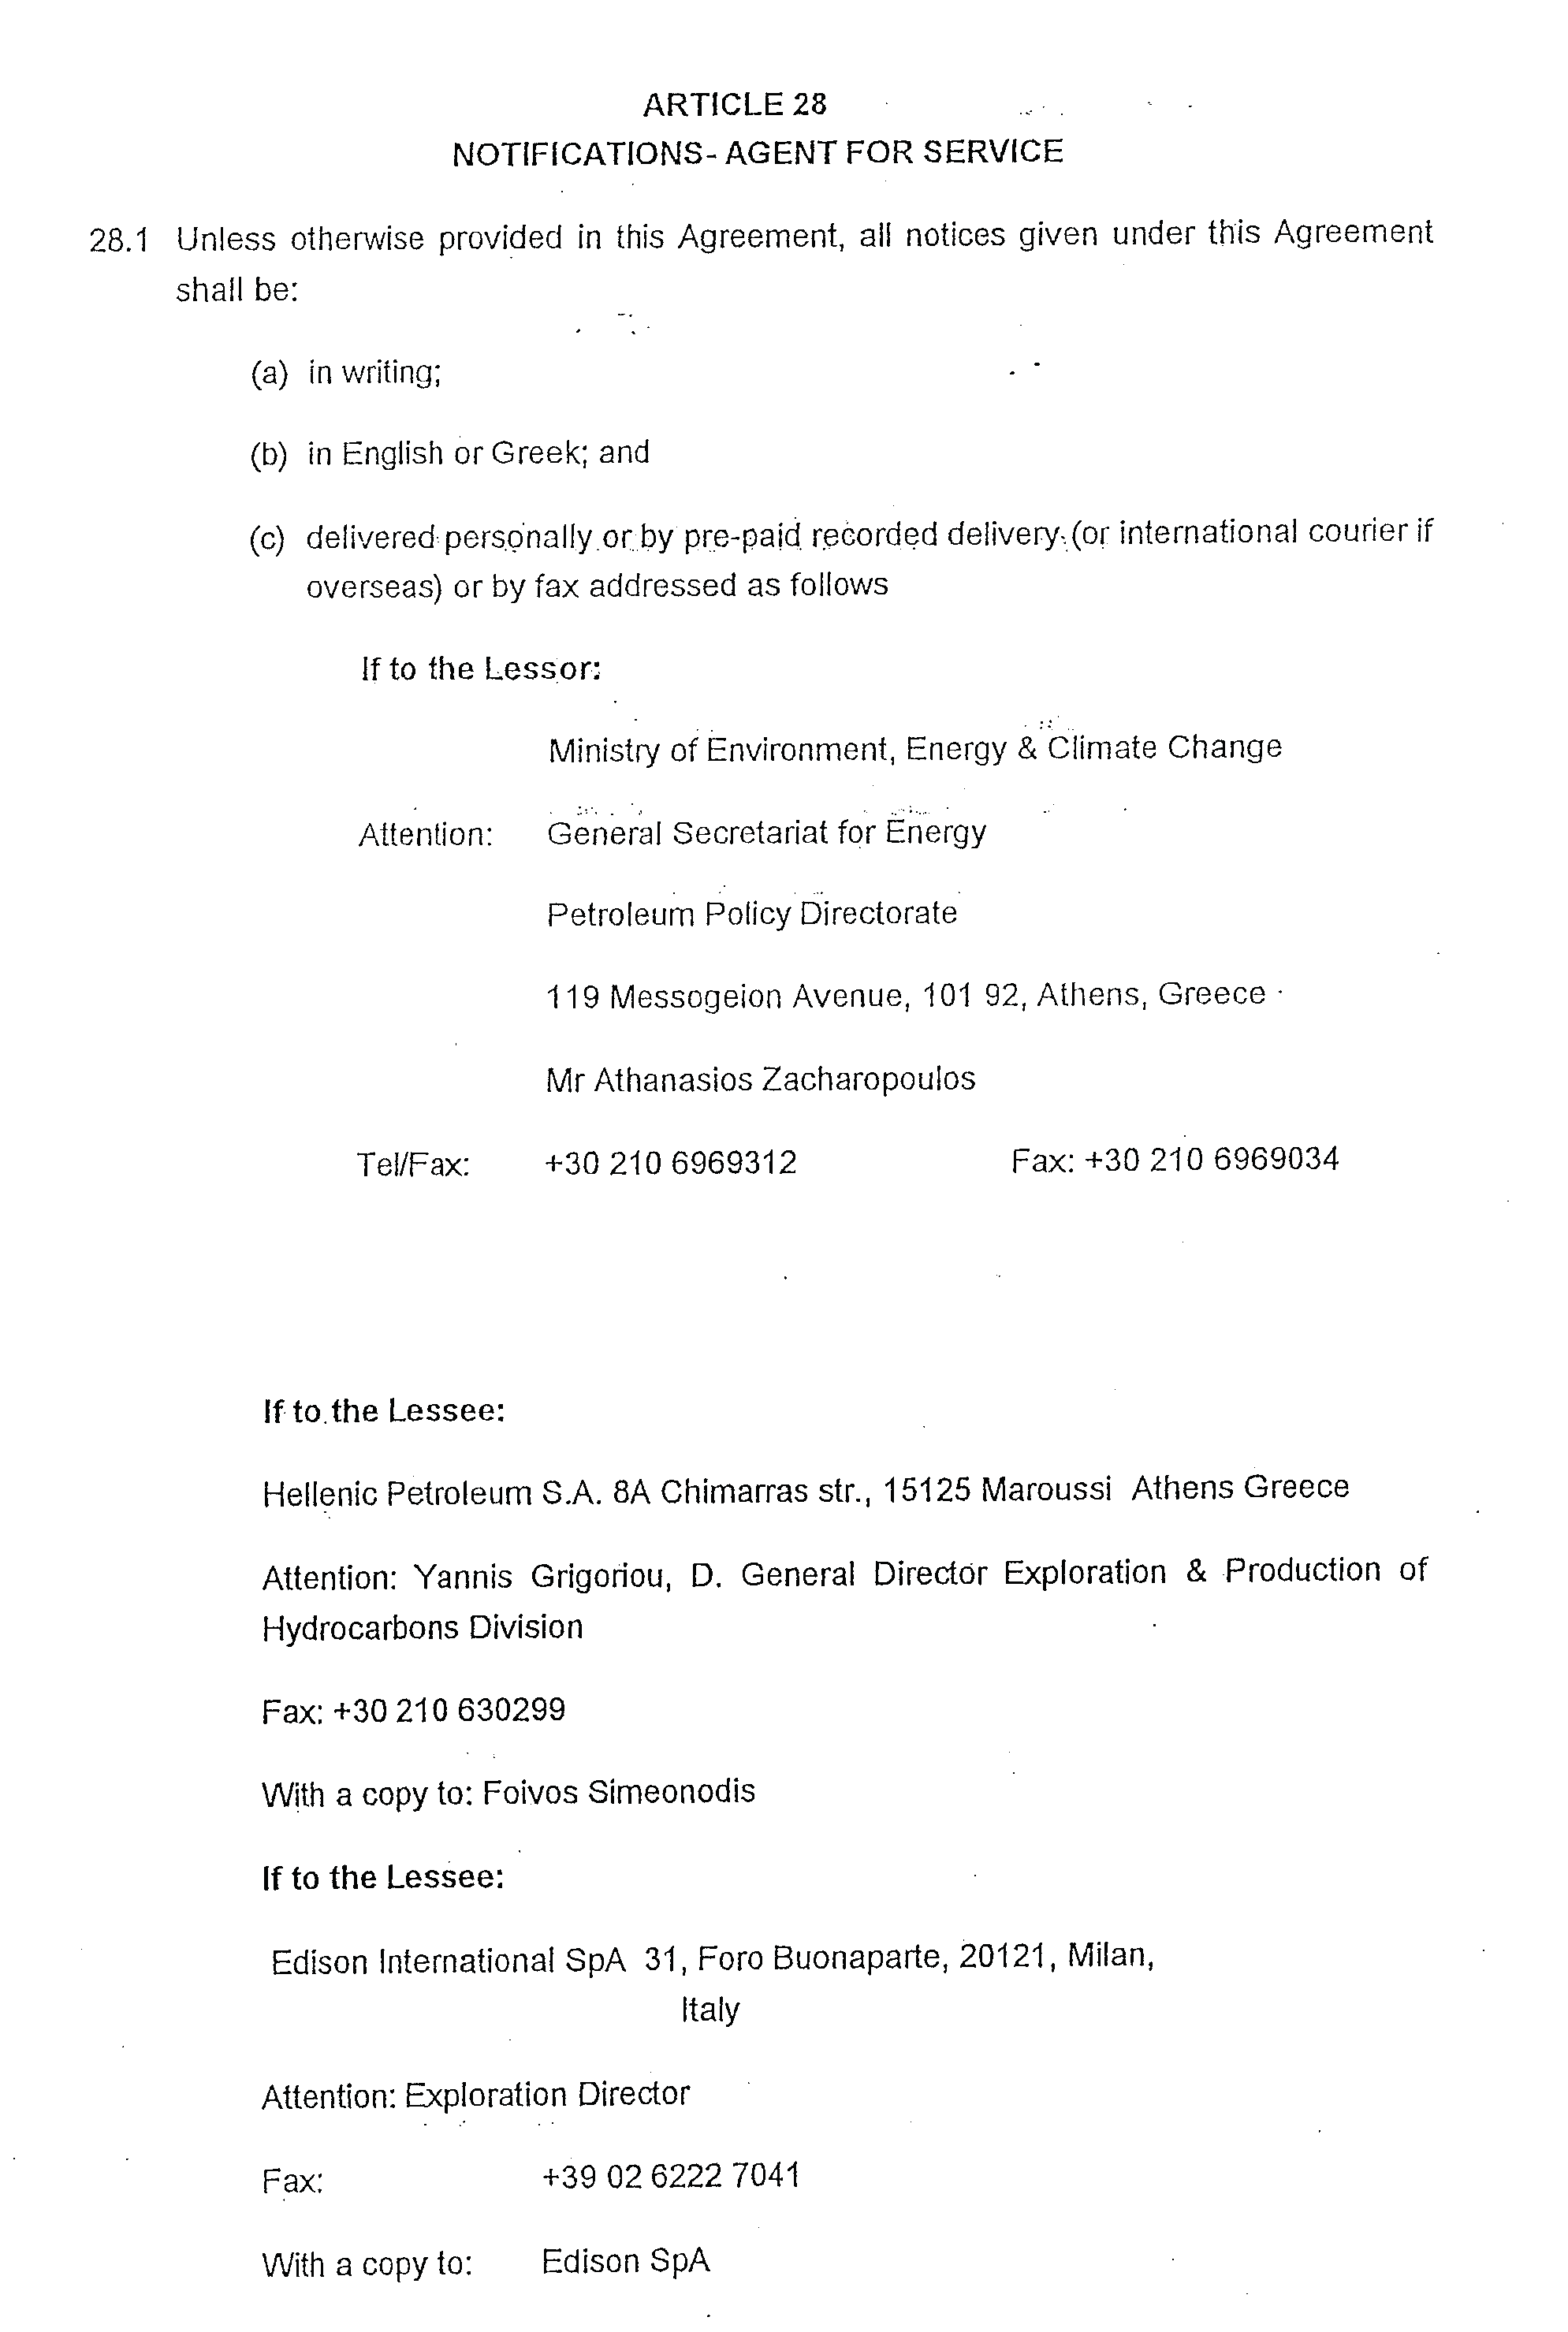 ARTICLE 28
NOTIFICATIONS- AGENT FOR SERVICE
28.1 Unless otherwise provided in this Agreement, all notices given under this Agreement
shall be:
(a) in writing;
(b) in English or Greek; and
(c) delivered personally or by pre-paid recorded delivery (or international courier if
overseas) or by fax addressed as follows
If to the Lessor:
Ministry of Environment, Energy & Climate Change
Attention: General Secretariat for Energy
Petroleum Policy Directorate
119 Messogeion Avenue, 101 92, Athens, Greece
Mr Athanasios Zacharopoulos
Tel/Fax: +30 210 6969312 Fax: +30 210 6969034
If to the Lessee:
Hellenic Petroleum S.A. 8A Chimarras str., 15125 Maroussi Athens Greece
Attention: Yannis Grigoriou, D. General Director Exploration & Production of
Hydrocarbons Division
Fax: +30 210 630299
With a copy to: Foivos Simeonodis
If to the Lessee:
Edison International SpA 31, Foro Buonaparte, 20121, Milan,
Italy
Attention: Exploration Director
Fax: +39 02 6222 7041
With a copy to: Edison SpA